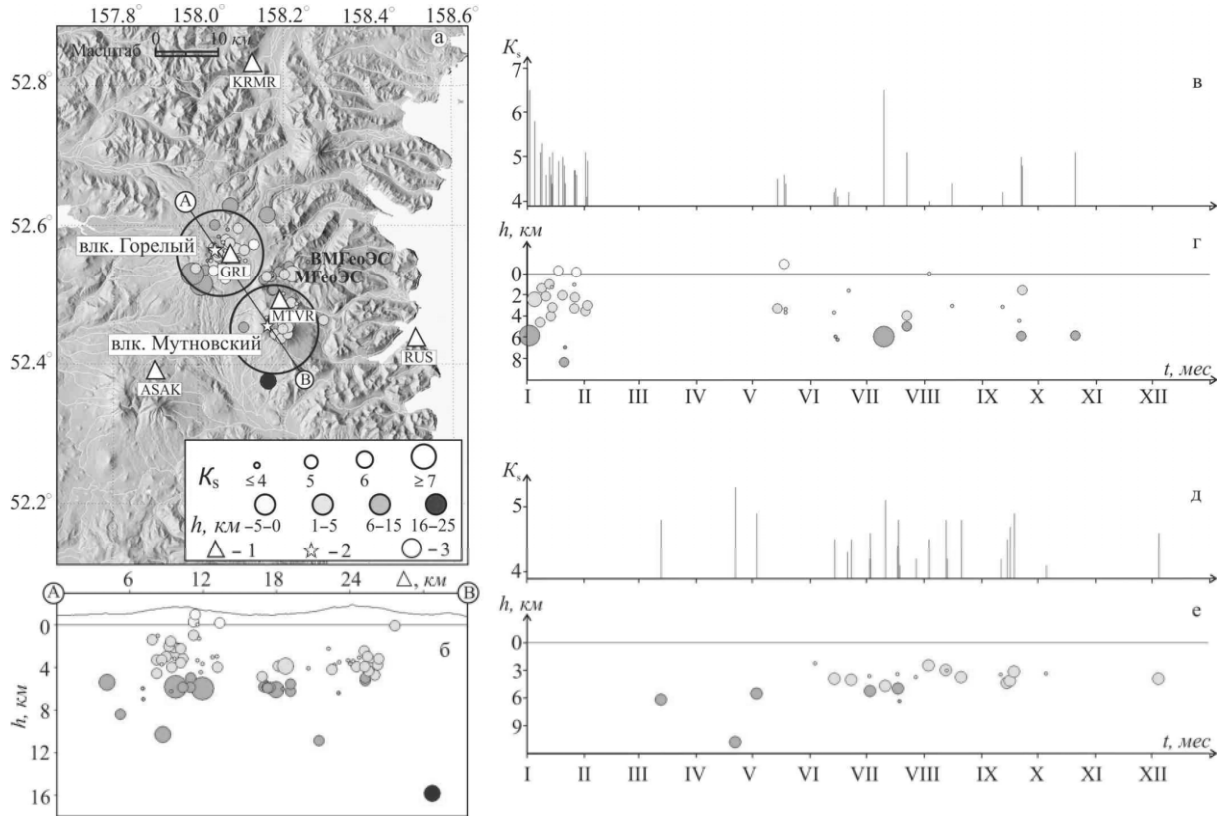 157.8° 158.0° 158.2° 158.4° 158.6°
Масштаб 0 10 км
а
52.8°
52.6°
52.4°
52.2°
KRMR
A
влк. Горелый
GRL
ВМГеоЭС
МГеоЭС
MTVR
влк. Мутновский
RUS
ASAK
B
Ks
≤4 5 6 ≥7
h, км –5–0 1–5 6–15 16–25
– 1 – 2 – 3
A 6 12 18 24 △, км B
б
h, км
0
4
8
12
16
Ks
в
7
6
5
4
h, км
г
0
2
4
6
8
t, мес
I II III IV V VI VII VIII IX X XI XII
Ks
д
5
4
h, км
е
0
3
6
9
t, мес
I II III IV V VI VII VIII IX X XI XII